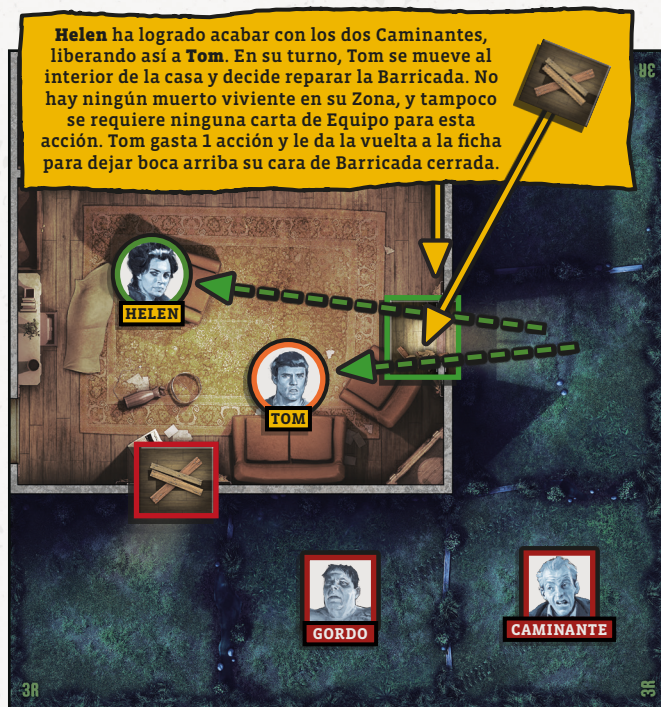 Helen ha logrado acabar con los dos Caminantes,
liberando así a Tom. En su turno, Tom se mueve al
interior de la casa y decide reparar la Barricada. No
hay ningún muerto viviente en su Zona, y tampoco
se requiere ninguna carta de Equipo para esta
acción. Tom gasta 1 acción y le da la vuelta a la ficha
para dejar boca arriba su cara de Barricada cerrada.
3R
HELEN
TOM
GORDO
CAMINANTE
3R
3R